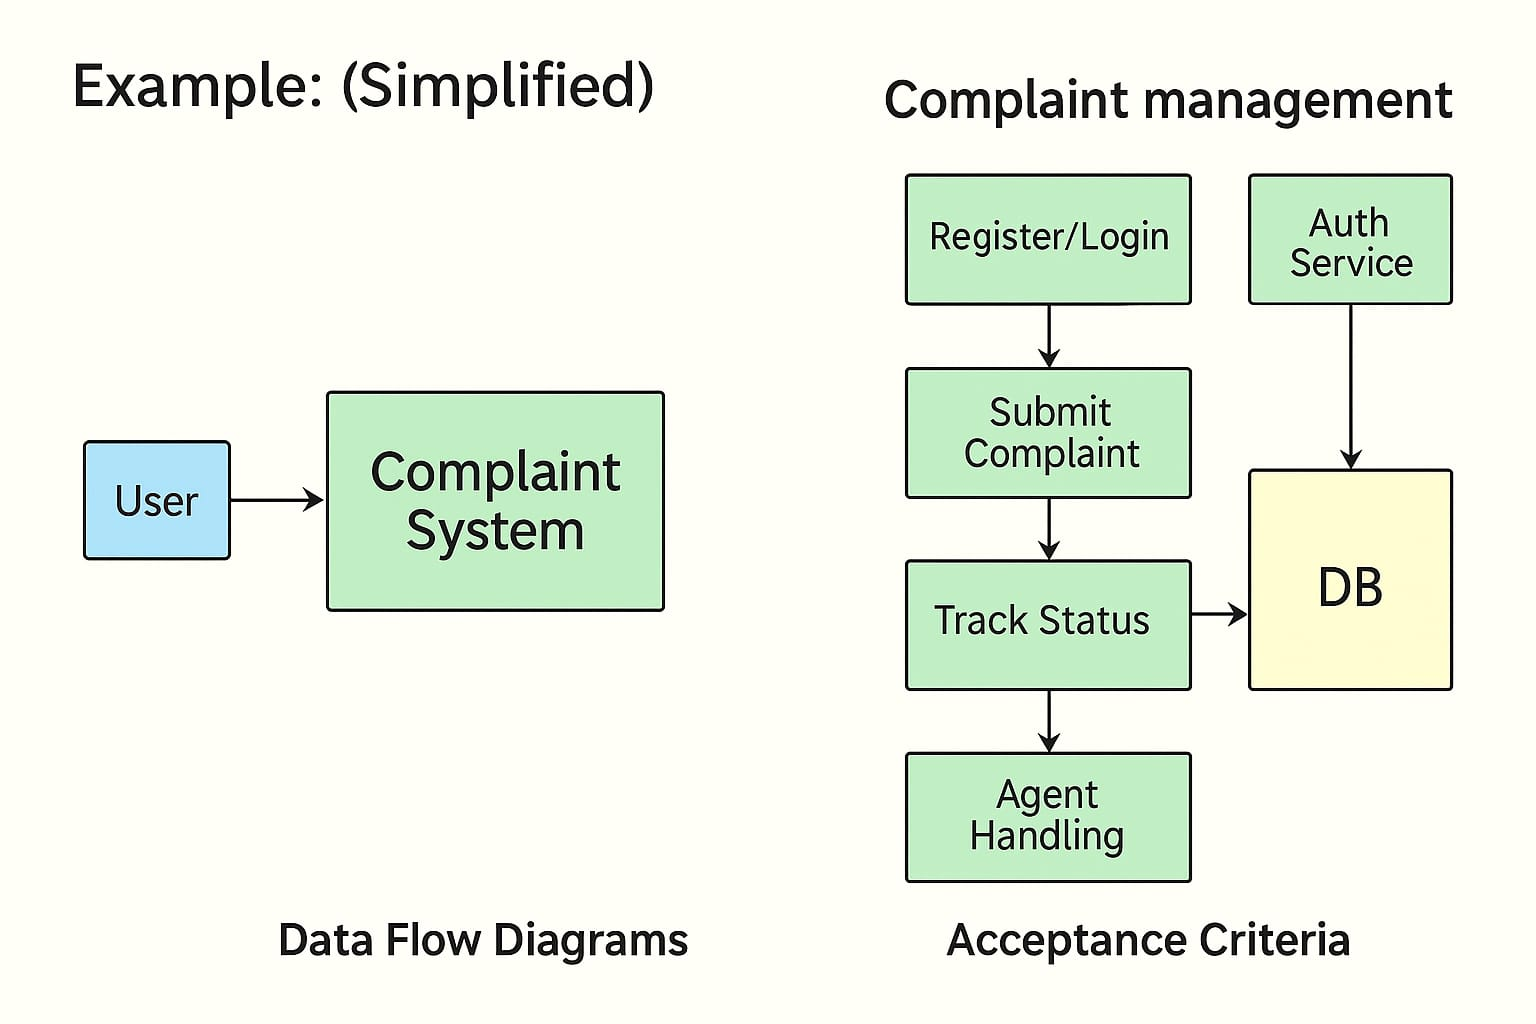 Example: (Simplified)
User
Complaint
System
Data Flow Diagrams
Complaint management
Register/Login
Auth
Service
Submit
Complaint
Track Status
DB
Agent
Handling
Acceptance Criteria